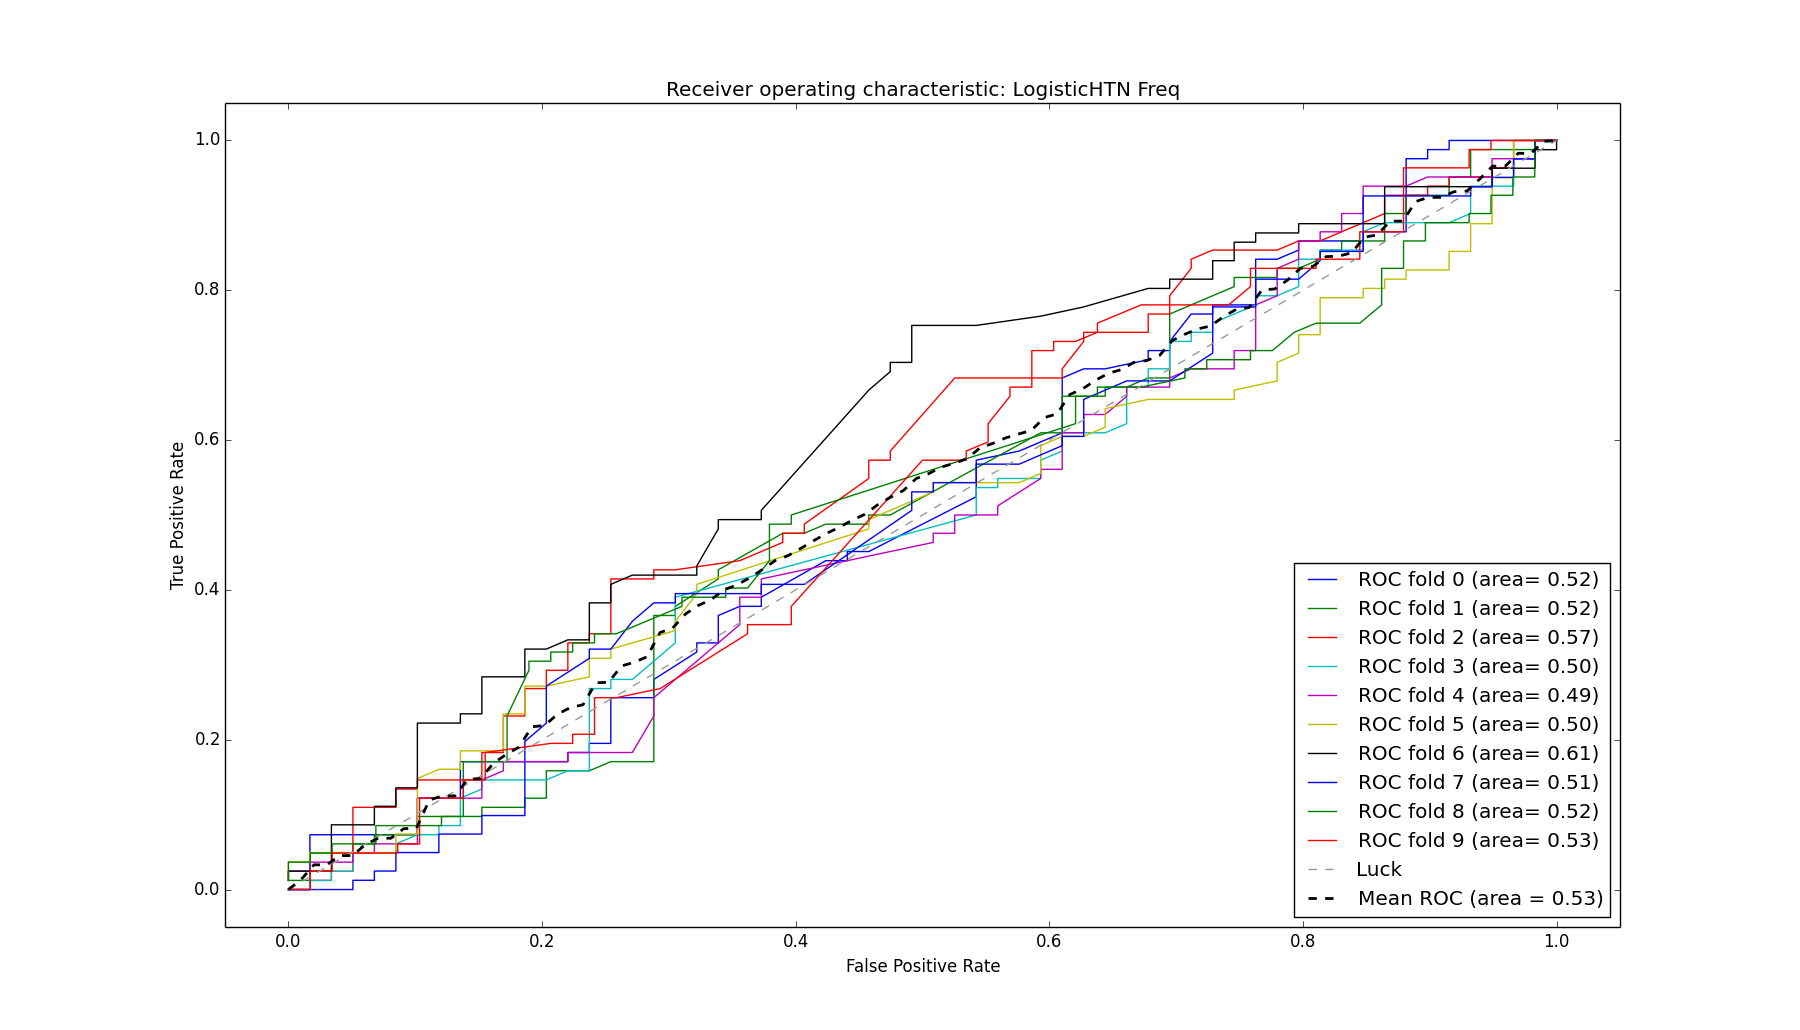 Receiver operating characteristic: LogisticHTN Freq
True Positive Rate
1.0
0.8
0.6
0.4
0.2
0.0
ROC fold 0 (area= 0.52)
ROC fold 1 (area= 0.52)
ROC fold 2 (area= 0.57)
ROC fold 3 (area= 0.50)
ROC fold 4 (area= 0.49)
ROC fold 5 (area= 0.50)
ROC fold 6 (area= 0.61)
ROC fold 7 (area= 0.51)
ROC fold 8 (area= 0.52)
ROC fold 9 (area= 0.53)
Luck
Mean ROC (area = 0.53)
0.0 0.2 0.4 0.6 0.8 1.0
False Positive Rate